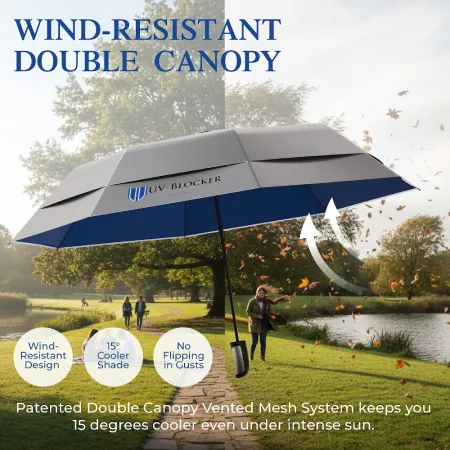 WIND-RESISTANT
DOUBLE CANOPY
UV-BLOCKER
Wind-
Resistant
Design
15°
Cooler
Shade
No
Flipping
in Gusts
Patented Double Canopy Vented Mesh System keeps you
15 degrees cooler even under intense sun.